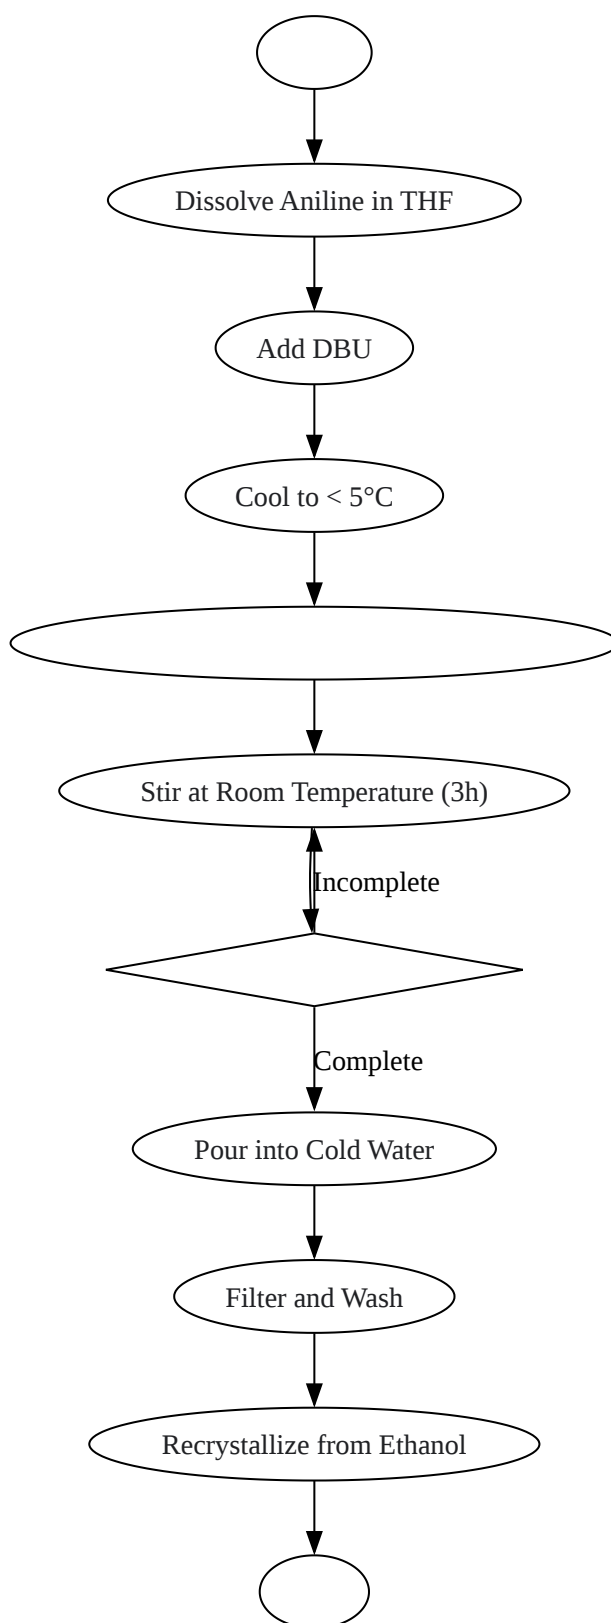 Dissolve Aniline in THF
Add DBU
Cool to < 5°C
Stir at Room Temperature (3h)
Incomplete
Complete
Pour into Cold Water
Filter and Wash
Recrystallize from Ethanol